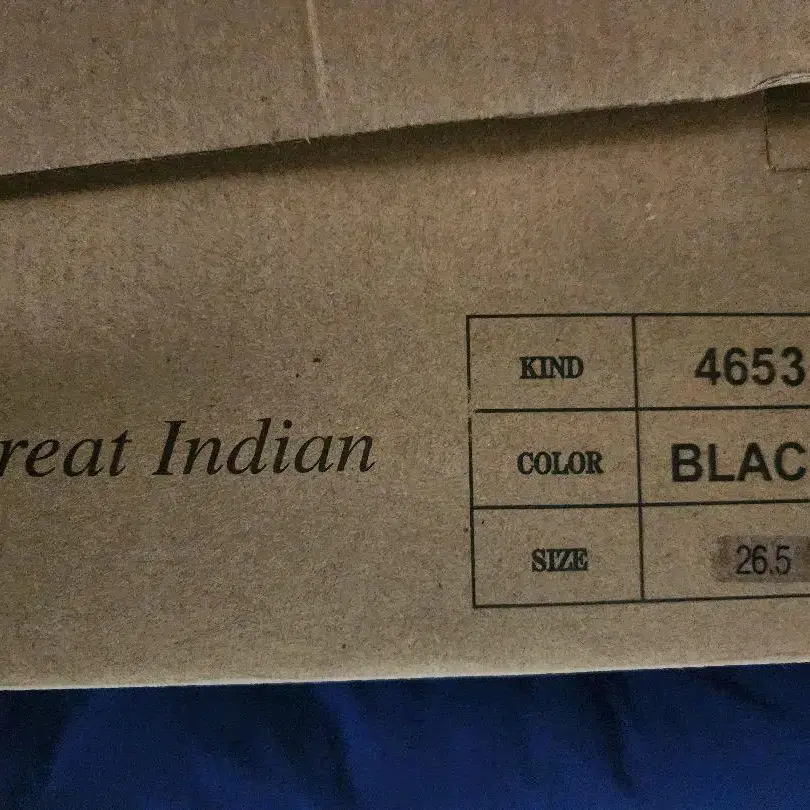 reat Indian
KIND 4653
COLOR BLAC
SIZE 26.5